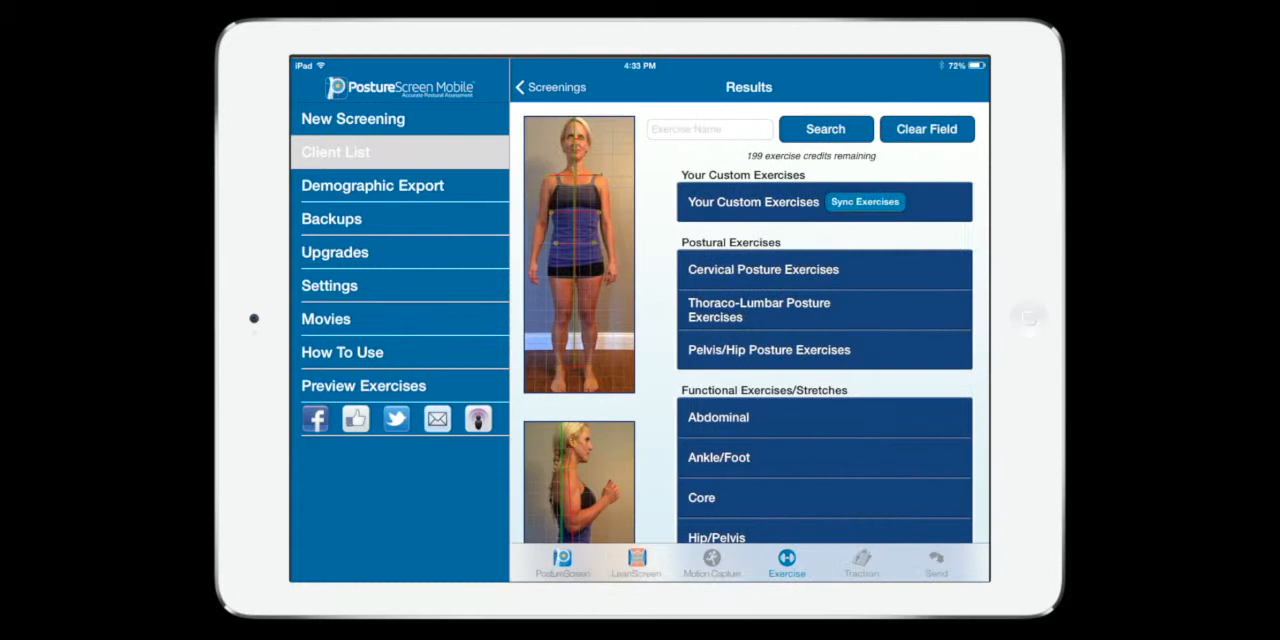 iPad
4:33 PM
72%
PostureScreen Mobile
Accurate Postural Assessment
Screenings
Results
New Screening
Client List
Demographic Export
Backups
Upgrades
Settings
Movies
How To Use
Preview Exercises
Exercise Name
Search
Clear Field
199 exercise credits remaining
Your Custom Exercises
Your Custom Exercises
Sync Exercises
Postural Exercises
Cervical Posture Exercises
Thoraco-Lumbar Posture
Exercises
Pelvis/Hip Posture Exercises
Functional Exercises/Stretches
Abdominal
Ankle/Foot
Core
Hip/Pelvis
PostureScreen
LeanScreen
Motion Capture
Exercise
Traction
Send